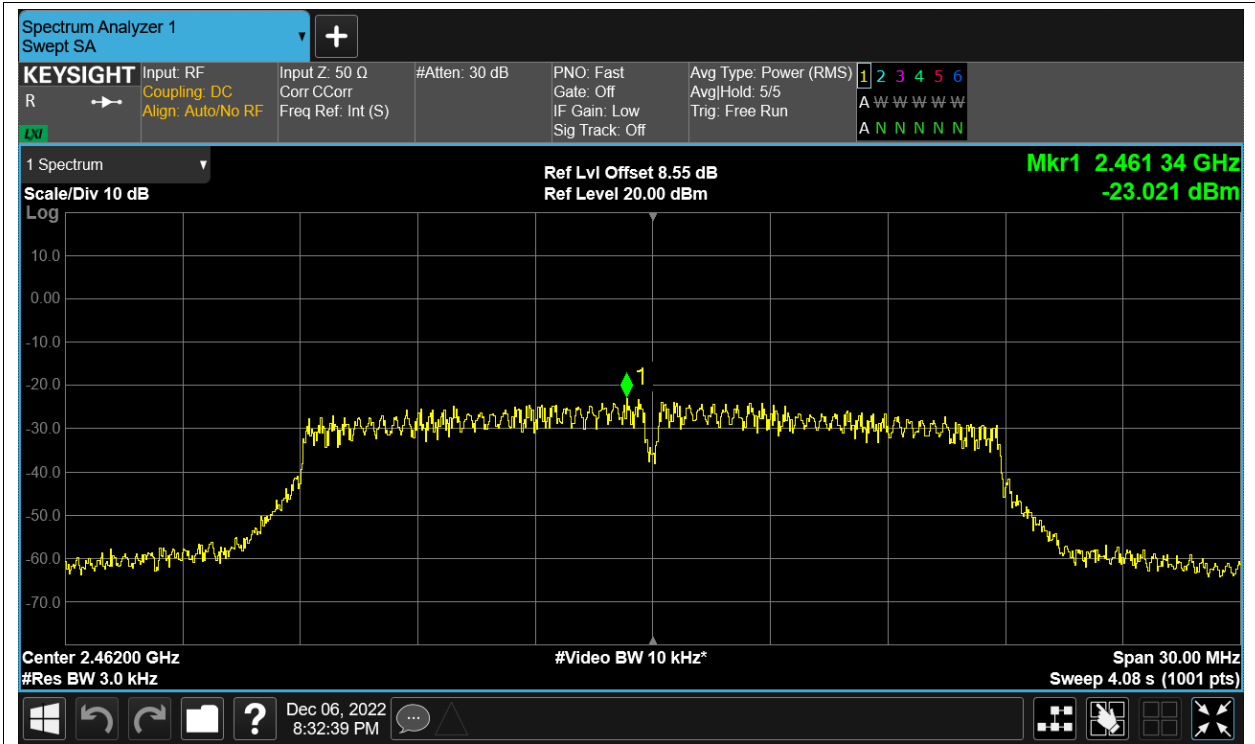 Spectrum Analyzer 1
Swept SA
KEYSIGHT
R
LXI
Input: RF
Coupling: DC
Align: Auto/No RF
Input Z: 50 Ω
Corr CCorr
Freq Ref: Int (S)
#Atten: 30 dB
PNO: Fast
Gate: Off
IF Gain: Low
Sig Track: Off
Avg Type: Power (RMS)
Avg|Hold: 5/5
Trig: Free Run
1 2 3 4 5 6
A W W W W W
A N N N N N
1 Spectrum
Scale/Div 10 dB
Log
Ref Lvl Offset 8.55 dB
Ref Level 20.00 dBm
Mkr1 2.461 34 GHz
-23.021 dBm
10.0
0.00
-10.0
-20.0
-30.0
-40.0
-50.0
-60.0
-70.0
1
Center 2.46200 GHz
#Video BW 10 kHz*
Span 30.00 MHz
#Res BW 3.0 kHz
Sweep 4.08 s (1001 pts)
?
Dec 06, 2022
8:32:39 PM